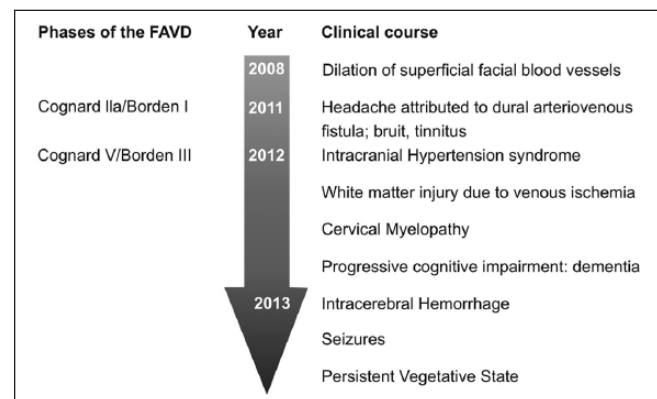 Phases of the FAVD Year Clinical course
2008 Dilation of superficial facial blood vessels
Cognard IIa/Borden I 2011 Headache attributed to dural arteriovenous
fistula; bruit, tinnitus
Cognard V/Borden III 2012 Intracranial Hypertension syndrome
White matter injury due to venous ischemia
Cervical Myelopathy
Progressive cognitive impairment: dementia
2013 Intracerebral Hemorrhage
Seizures
Persistent Vegetative State